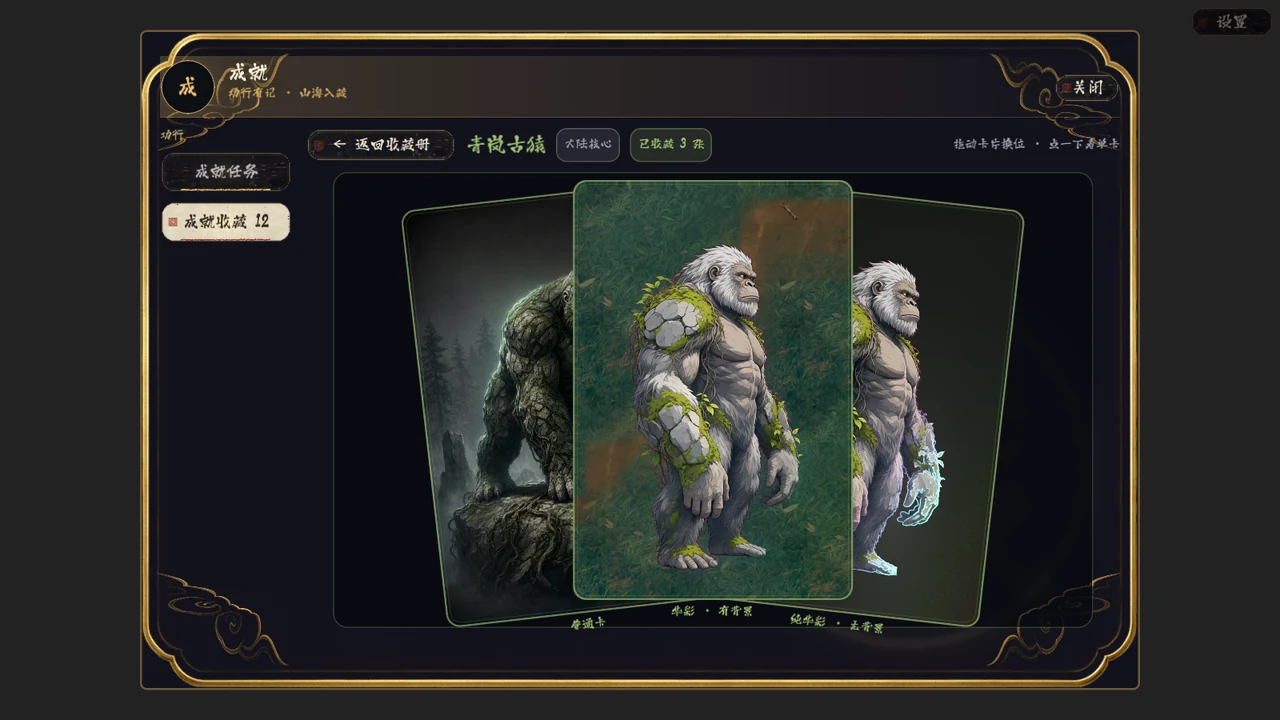 设置
成
成就
功行有记 · 山海入藏
关闭
功行
← 返回收藏册
青岚古猿
大陆核心
已收藏 3 张
拖动卡片换位 · 点一下看单卡
成就任务
成就收藏 12
普通卡
华彩 · 有背景
纯华彩 · 无背景